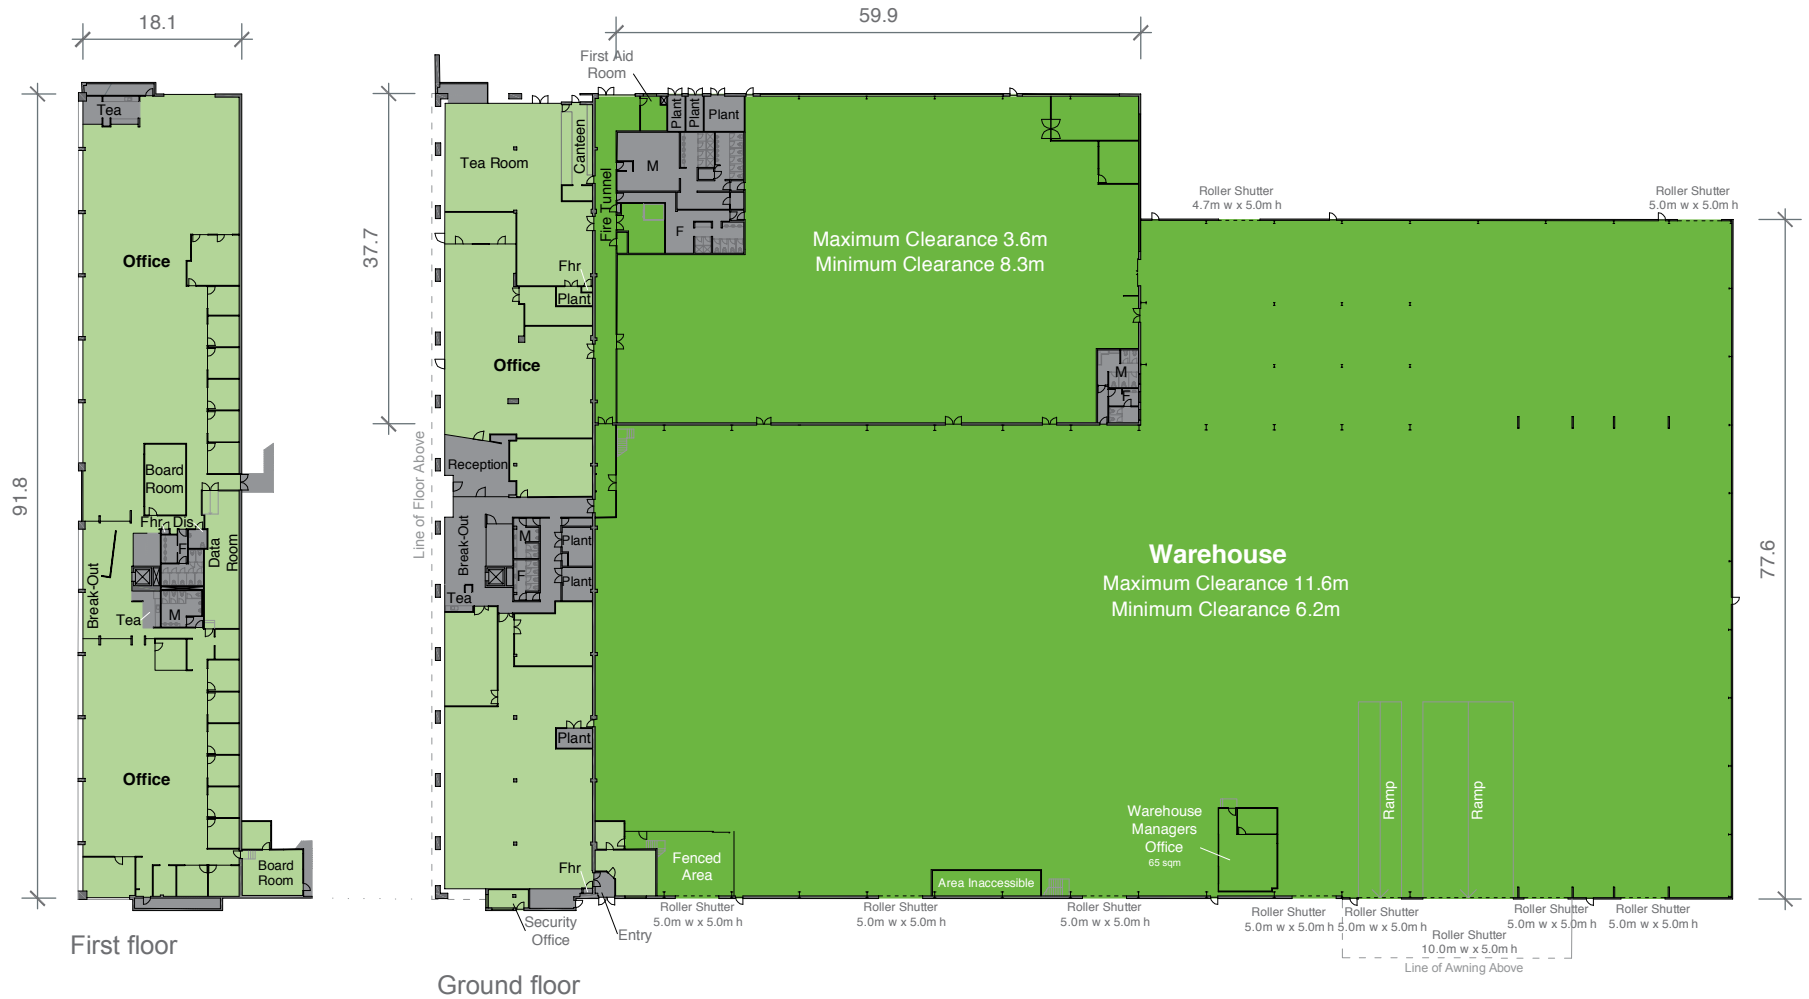 18.1
59.9
First Aid
Room
Tea
Plant
Plant
Plant
Canteen
Tea Room
M
Fire Tunnel
F
Roller Shutter
4.7m w x 5.0m h
Roller Shutter
5.0m w x 5.0m h
37.7
Maximum Clearance 3.6m
Minimum Clearance 8.3m
Office
Fhr
Plant
Office
M
F
Line of Floor Above
Reception
Board
Room
91.8
Fhr
Dis
F
Data
Room
Break-Out
Tea
M
Break-Out
M
F
Plant
Plant
Tea
Warehouse
Maximum Clearance 11.6m
Minimum Clearance 6.2m
77.6
Office
Plant
Ramp
Ramp
Warehouse
Managers
Office
65 sqm
Board
Room
Fhr
Fenced
Area
Area Inaccessible
Security
Office
Entry
Roller Shutter
5.0m w x 5.0m h
Roller Shutter
5.0m w x 5.0m h
Roller Shutter
5.0m w x 5.0m h
Roller Shutter
5.0m w x 5.0m h
Roller Shutter
5.0m w x 5.0m h
Roller Shutter
10.0m w x 5.0m h
Roller Shutter
5.0m w x 5.0m h
Roller Shutter
5.0m w x 5.0m h
Line of Awning Above
First floor
Ground floor